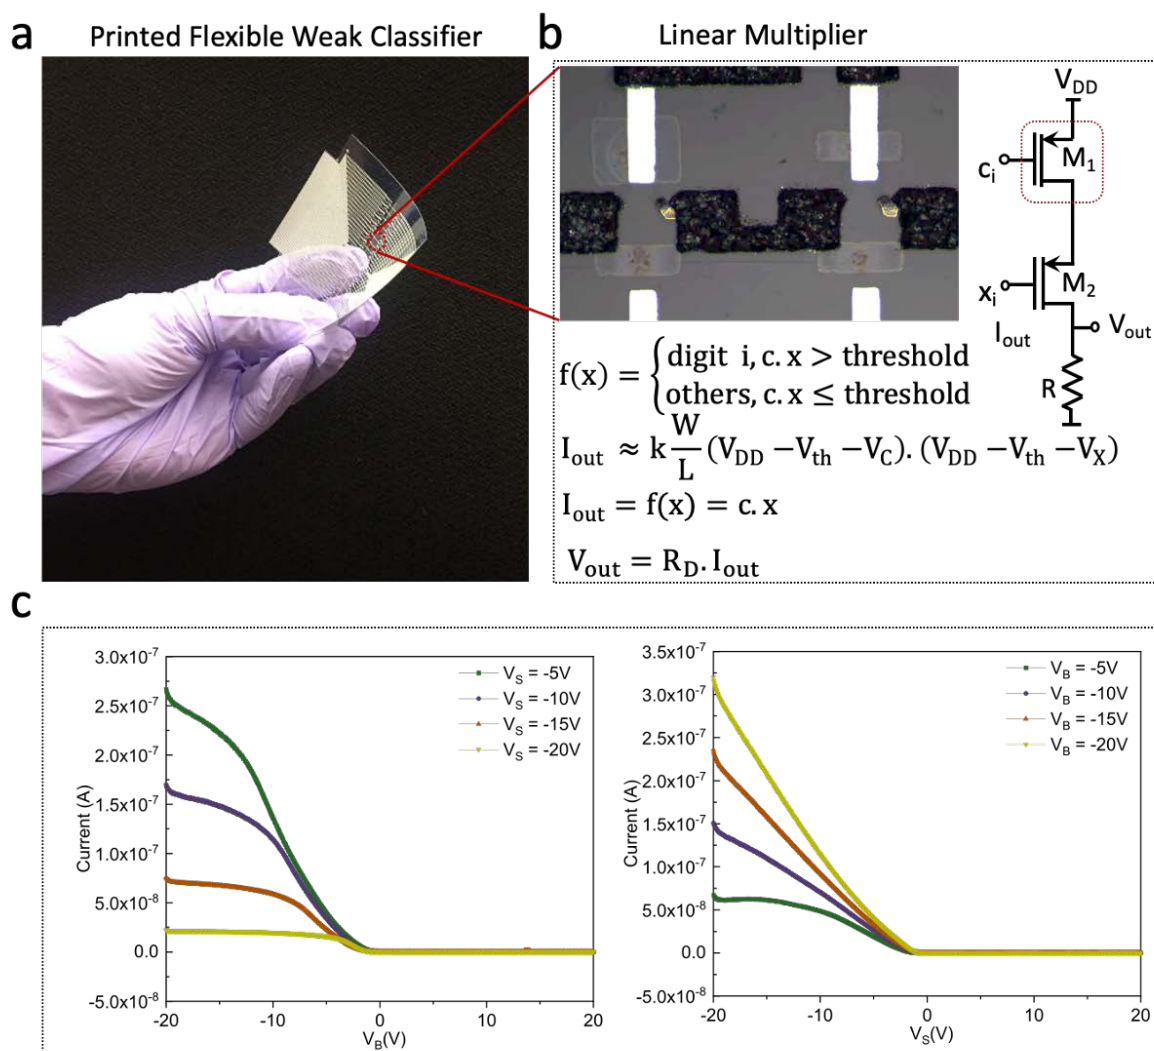 a
Printed Flexible Weak Classifier
b
Linear Multiplier
V_DD
M₁
cᵢ
M₂
xᵢ
I_out
V_out
R
f(x) = {digit i, c. x > threshold
others, c. x ≤ threshold
I_out ≈ k W/L (V_DD −V_th −V_C). (V_DD −V_th −V_X)
I_out = f(x) = c. x
V_out = R_D. I_out
c
3.0x10⁻⁷
2.5x10⁻⁷
2.0x10⁻⁷
1.5x10⁻⁷
1.0x10⁻⁷
5.0x10⁻⁸
0.0
-5.0x10⁻⁸
Current (A)
V_S = -5V
V_S = -10V
V_S = -15V
V_S = -20V
-20
-10
0
10
20
V_B(V)
3.5x10⁻⁷
3.0x10⁻⁷
2.5x10⁻⁷
2.0x10⁻⁷
1.5x10⁻⁷
1.0x10⁻⁷
5.0x10⁻⁸
0.0
-5.0x10⁻⁸
Current (A)
V_B = -5V
V_B = -10V
V_B = -15V
V_B = -20V
-20
-10
0
10
20
V_S(V)